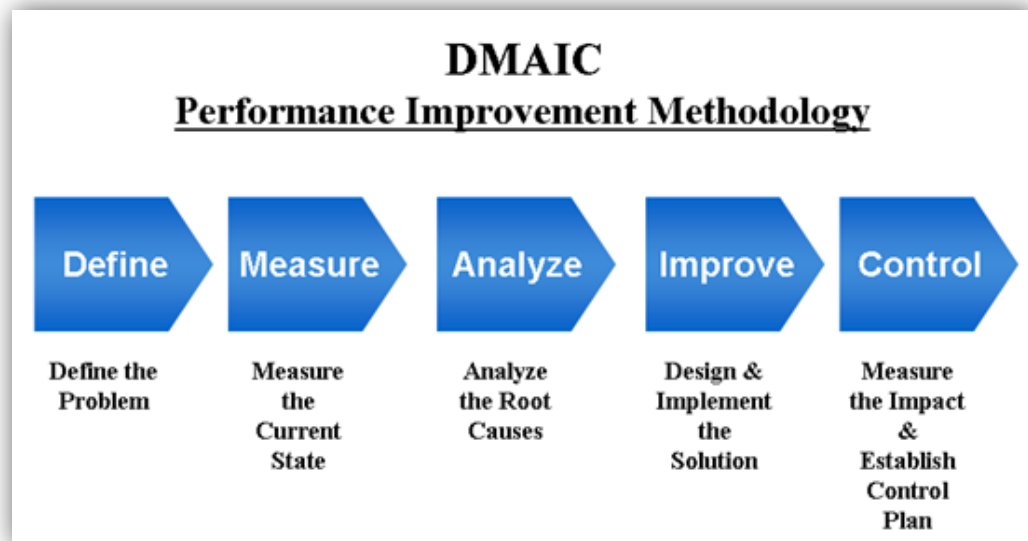 DMAIC
Performance Improvement Methodology
Define
Measure
Analyze
Improve
Control
Define the
Problem
Measure
the
Current
State
Analyze
the Root
Causes
Design &
Implement
the
Solution
Measure
the Impact
&
Establish
Control
Plan